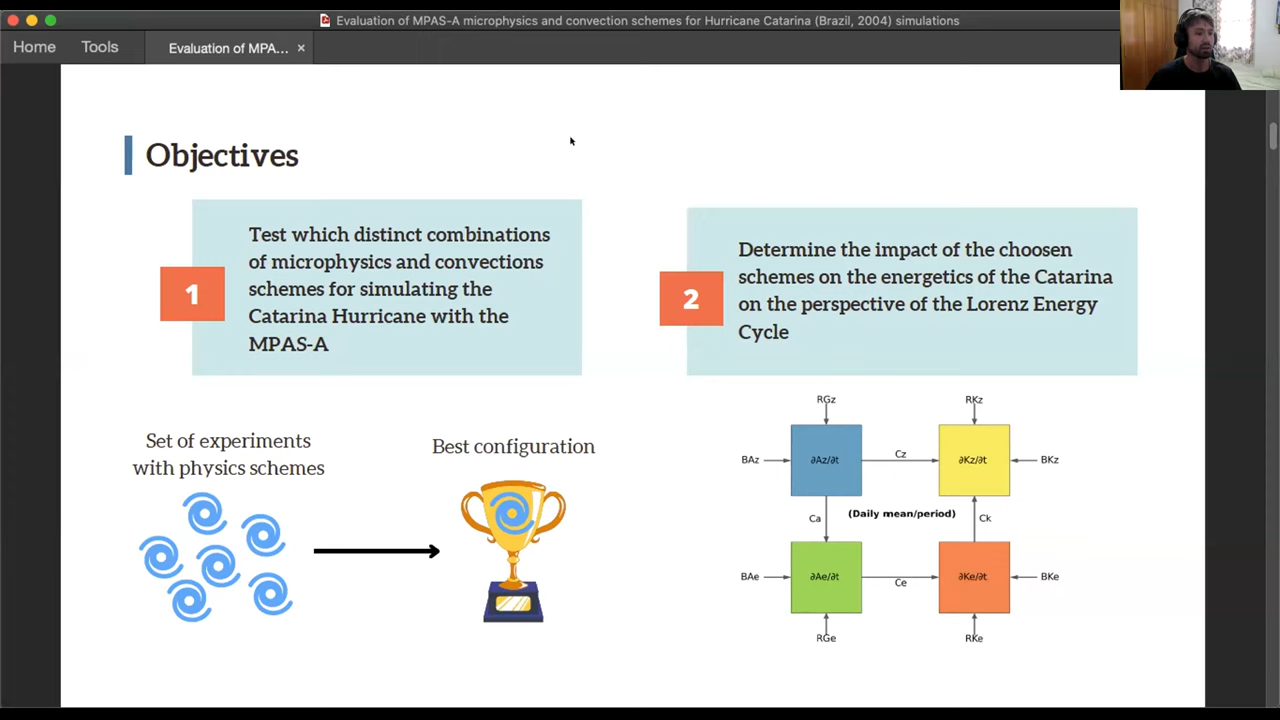 Evaluation of MPAS-A microphysics and convection schemes for Hurricane Catarina (Brazil, 2004) simulations
Home
Tools
Evaluation of MPA...
×
Objectives
1
Test which distinct combinations
of microphysics and convections
schemes for simulating the
Catarina Hurricane with the
MPAS-A
2
Determine the impact of the choosen
schemes on the energetics of the Catarina
on the perspective of the Lorenz Energy
Cycle
Set of experiments
with physics schemes
Best configuration
RGz
RKz
BAz
∂Az/∂t
Cz
∂Kz/∂t
BKz
Ca
(Daily mean/period)
Ck
BAe
∂Ae/∂t
Ce
∂Ke/∂t
BKe
RGe
RKe